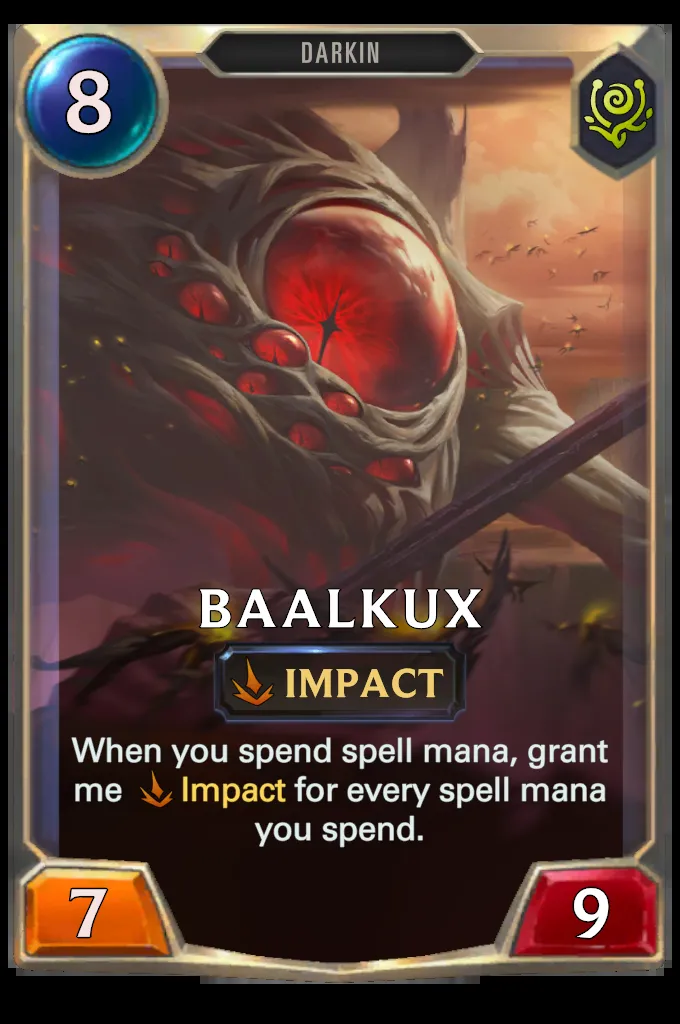 8
DARKIN
BAALKUX
IMPACT
When you spend spell mana, grant
me Impact for every spell mana
you spend.
7
9